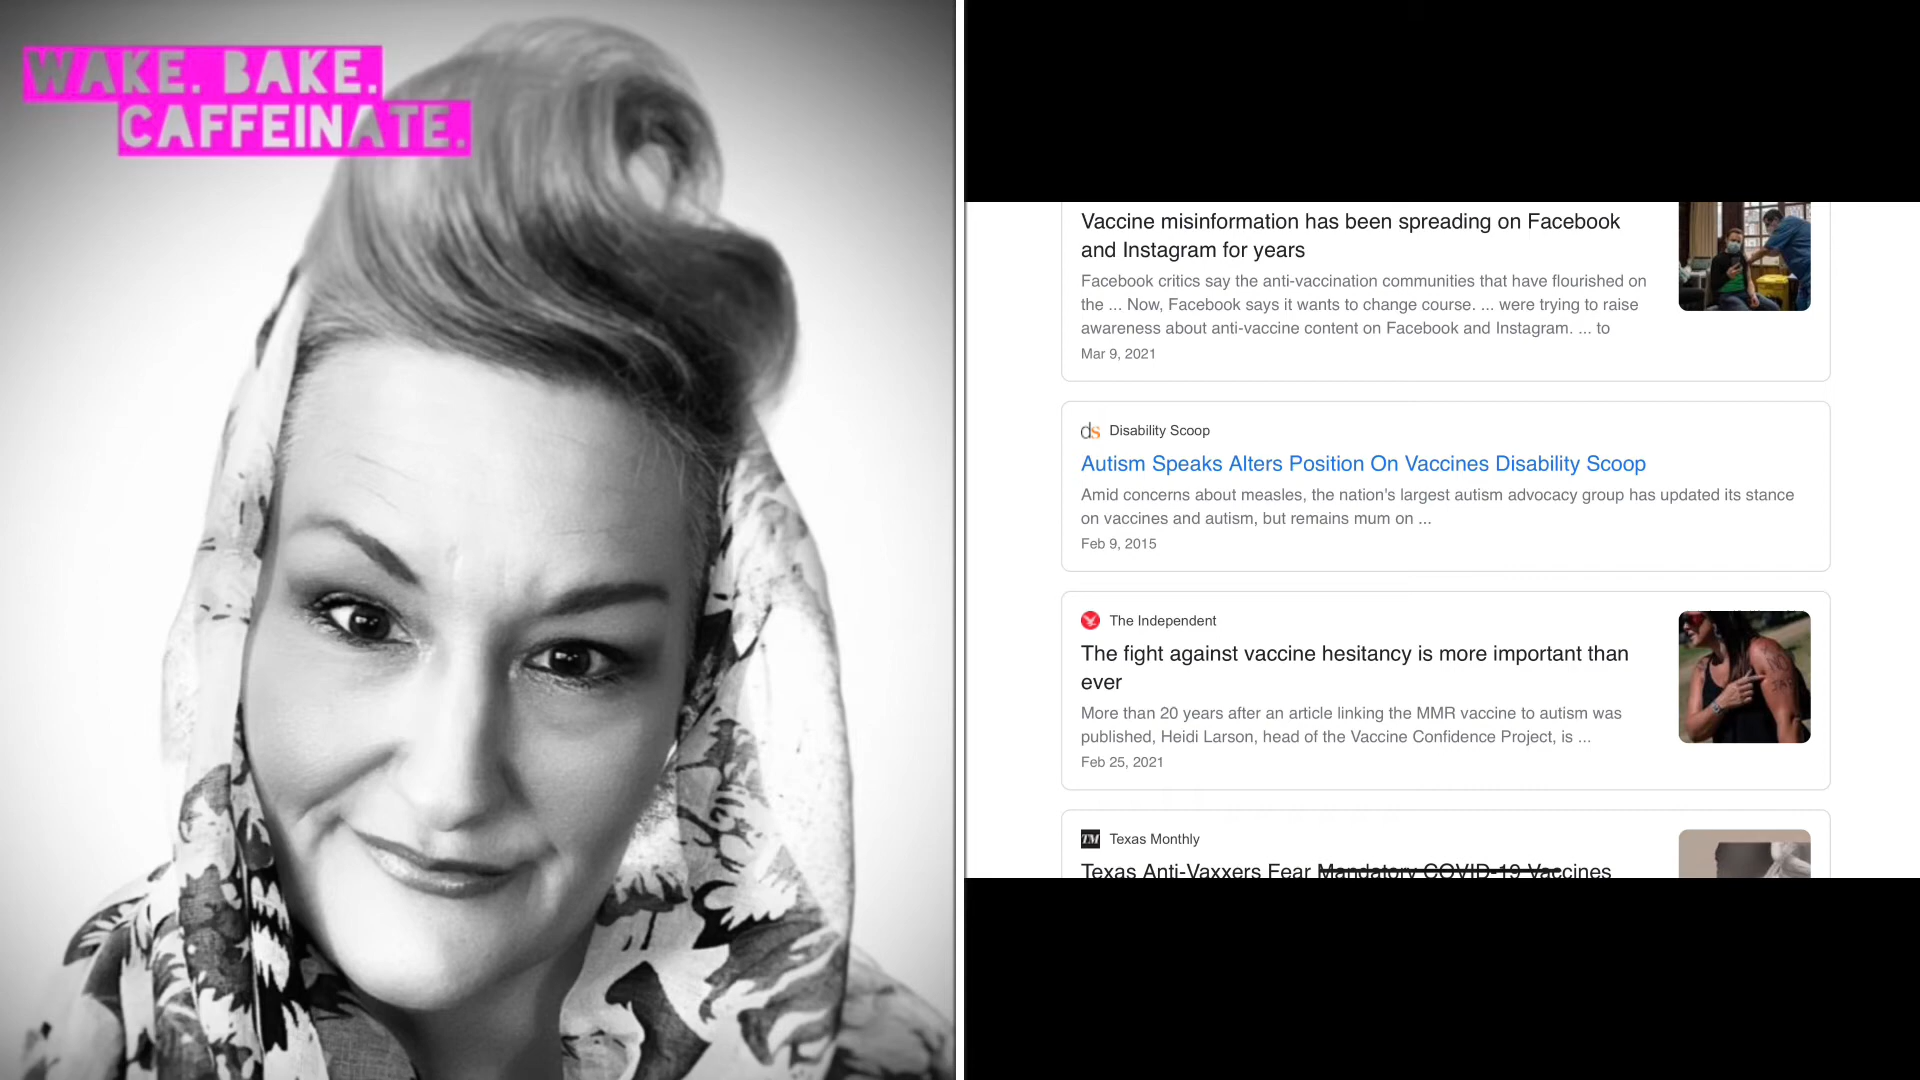 WAKE. BAKE.
CAFFEINATE.
Vaccine misinformation has been spreading on Facebook
and Instagram for years
Facebook critics say the anti-vaccination communities that have flourished on
the ... Now, Facebook says it wants to change course. ... were trying to raise
awareness about anti-vaccine content on Facebook and Instagram. ... to
Mar 9, 2021
ds Disability Scoop
Autism Speaks Alters Position On Vaccines Disability Scoop
Amid concerns about measles, the nation's largest autism advocacy group has updated its stance
on vaccines and autism, but remains mum on ...
Feb 9, 2015
The Independent
The fight against vaccine hesitancy is more important than
ever
More than 20 years after an article linking the MMR vaccine to autism was
published, Heidi Larson, head of the Vaccine Confidence Project, is ...
Feb 25, 2021
TM Texas Monthly
Texas Anti-Vaxxers Fear Mandatory COVID-19 Vaccines